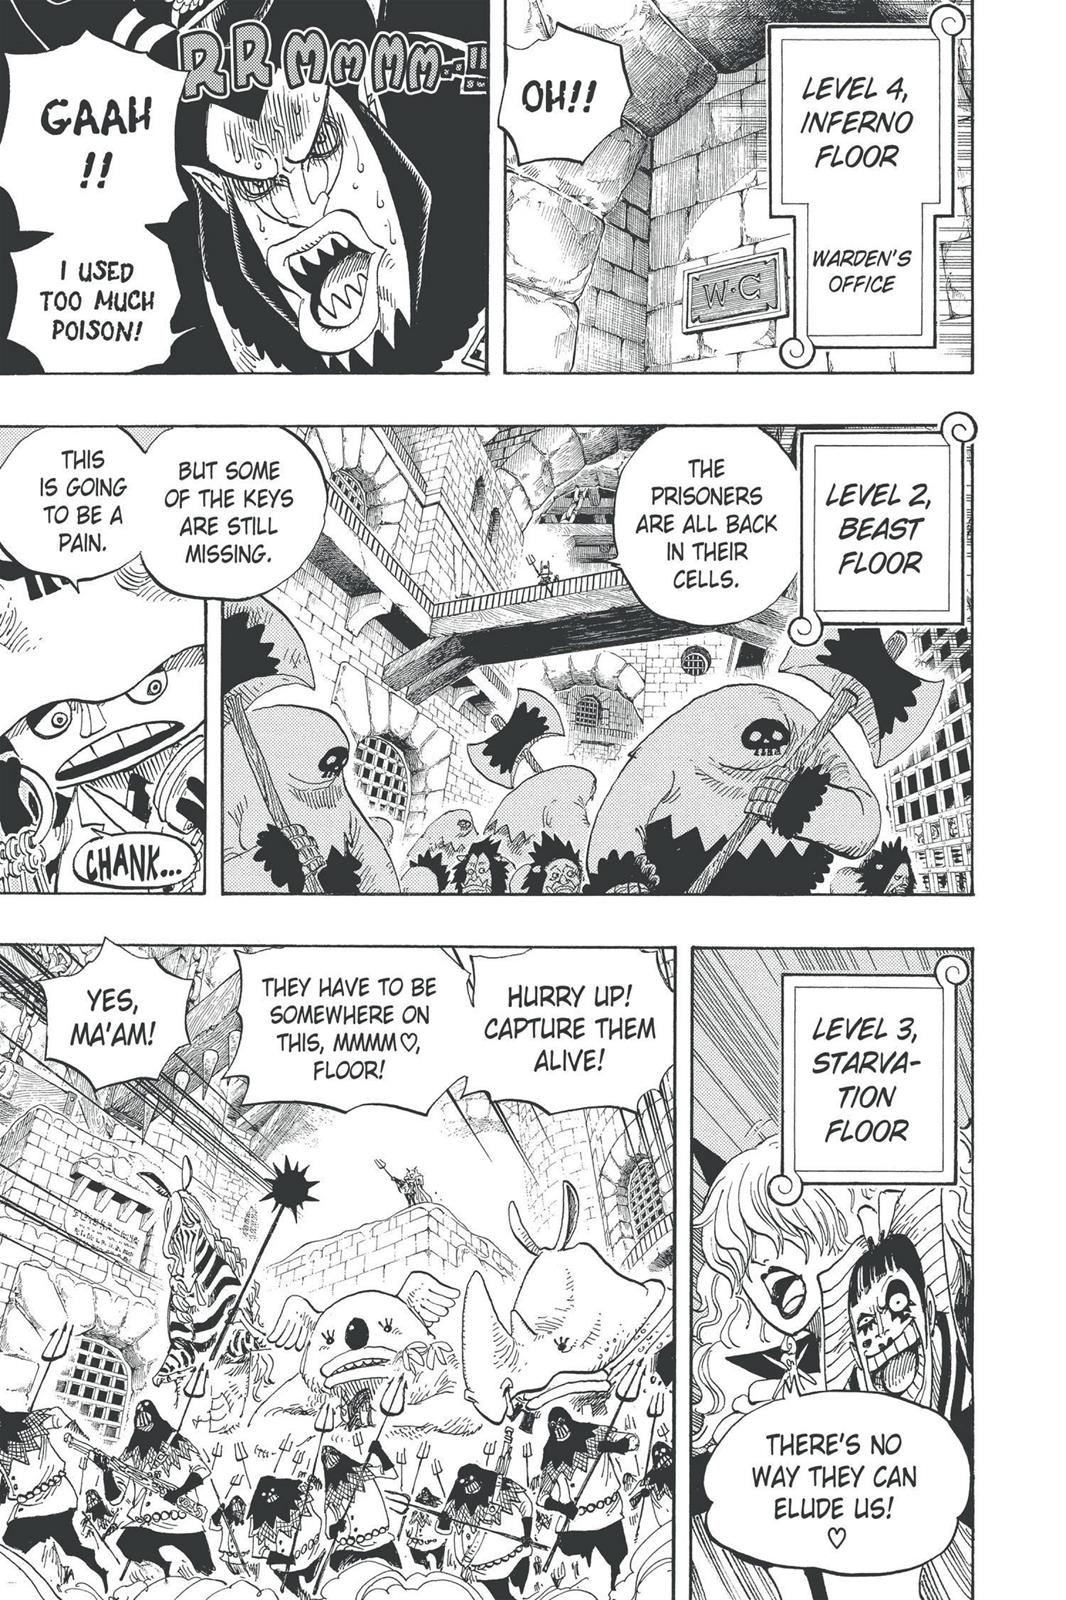 LEVEL 4,
INFERNO
FLOOR
WARDEN'S
OFFICE
OH!!
W·C
RRMMMM
GAAH
!!
I USED
TOO MUCH
POISON!
LEVEL 2,
BEAST
FLOOR
THE
PRISONERS
ARE ALL BACK
IN THEIR
CELLS.
BUT SOME
OF THE KEYS
ARE STILL
MISSING.
THIS
IS GOING
TO BE A
PAIN.
CHANK...
LEVEL 3,
STARVA-
TION
FLOOR
THERE'S NO
WAY THEY CAN
ELUDE US!
♡
HURRY UP!
CAPTURE THEM
ALIVE!
THEY HAVE TO BE
SOMEWHERE ON
THIS, MMMM♡,
FLOOR!
YES,
MA'AM!